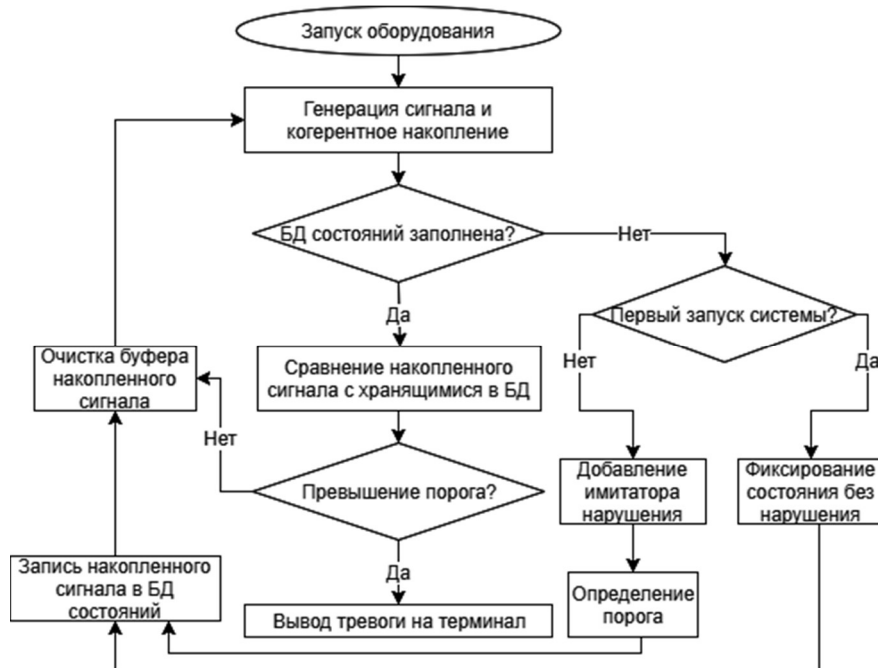 Запуск оборудования
Генерация сигнала и
когерентное накопление
БД состояний заполнена?
Нет
Первый запуск системы?
Да
Нет
Да
Очистка буфера
накопленного
сигнала
Сравнение накопленного
сигнала с хранящимися в БД
Нет
Превышение порога?
Добавление
имитатора
нарушения
Фиксирование
состояния без
нарушения
Запись накопленного
сигнала в БД
состояний
Да
Вывод тревоги на терминал
Определение
порога